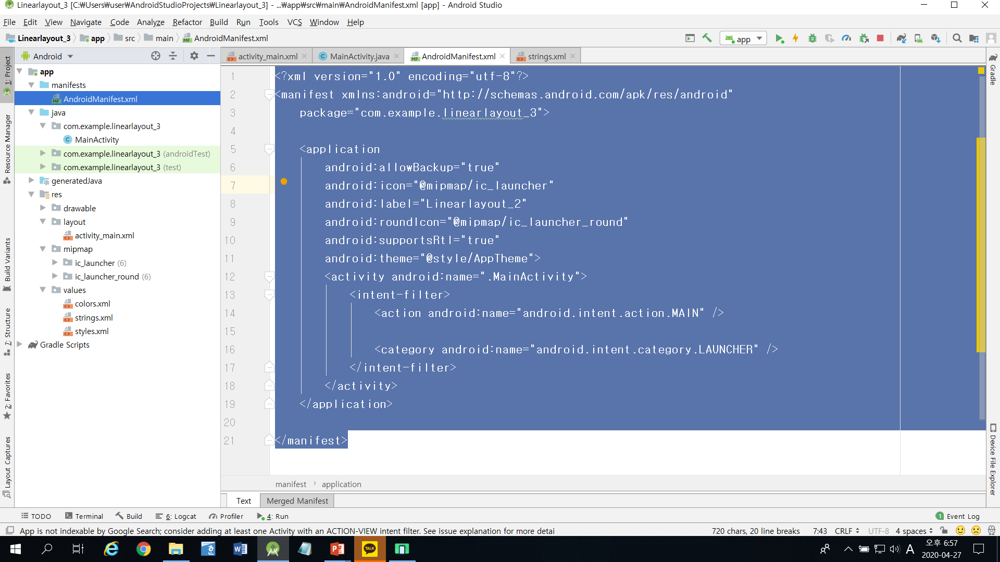 Linearlayout_3 [C:₩Users₩user₩AndroidStudioProjects₩Linearlayout_3] - ...₩app₩src₩main₩AndroidManifest.xml [app] - Android Studio
File Edit View Navigate Code Analyze Refactor Build Run Tools VCS Window Help
Linearlayout_3 app src main AndroidManifest.xml app
Android
activity_main.xml MainActivity.java AndroidManifest.xml strings.xml
1: Project
Resource Manager
Build Variants
7: Structure
2: Favorites
Layout Captures
app
manifests
AndroidManifest.xml
java
com.example.linearlayout_3
MainActivity
com.example.linearlayout_3 (androidTest)
com.example.linearlayout_3 (test)
generatedJava
res
drawable
layout
activity_main.xml
mipmap
ic_launcher (6)
ic_launcher_round (6)
values
colors.xml
strings.xml
styles.xml
Gradle Scripts
1 <?xml version="1.0" encoding="utf-8"?>
2 <manifest xmlns:android="http://schemas.android.com/apk/res/android"
3 package="com.example.linearlayout_3">
4
5 <application
6 android:allowBackup="true"
7 android:icon="@mipmap/ic_launcher"
8 android:label="Linearlayout_2"
9 android:roundIcon="@mipmap/ic_launcher_round"
10 android:supportsRtl="true"
11 android:theme="@style/AppTheme">
12 <activity android:name=".MainActivity">
13 <intent-filter>
14 <action android:name="android.intent.action.MAIN" />
15
16 <category android:name="android.intent.category.LAUNCHER" />
17 </intent-filter>
18 </activity>
19 </application>
20
21 </manifest>
manifest › application
Text Merged Manifest
Gradle
Device File Explorer
TODO Terminal Build 6: Logcat Profiler 4: Run 1 Event Log
App is not indexable by Google Search; consider adding at least one Activity with an ACTION-VIEW intent filter. See issue explanation for more detai 720 chars, 20 line breaks 7:43 CRLF UTF-8 4 spaces
TALK
A
오후 6:57
2020-04-27